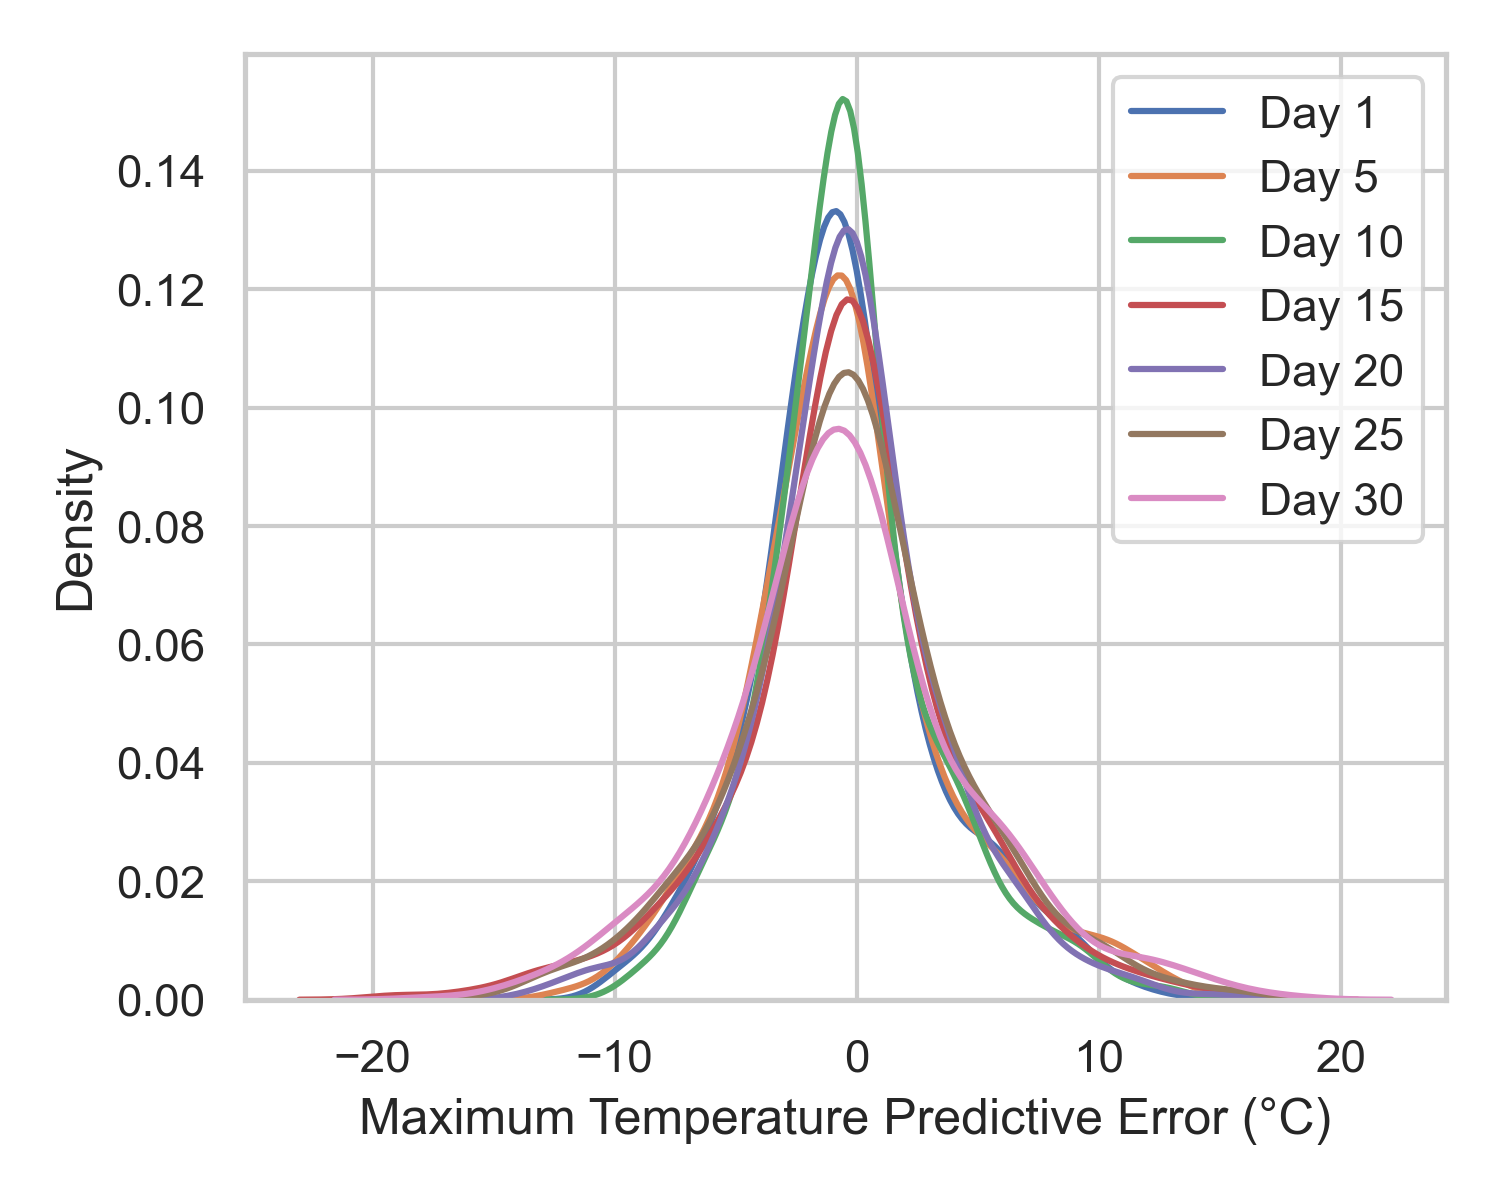 Day 1
Day 5
Day 10
Day 15
Day 20
Day 25
Day 30
0.14
0.12
0.10
0.08
0.06
0.04
0.02
0.00
Density
−20 −10 0 10 20
Maximum Temperature Predictive Error (°C)